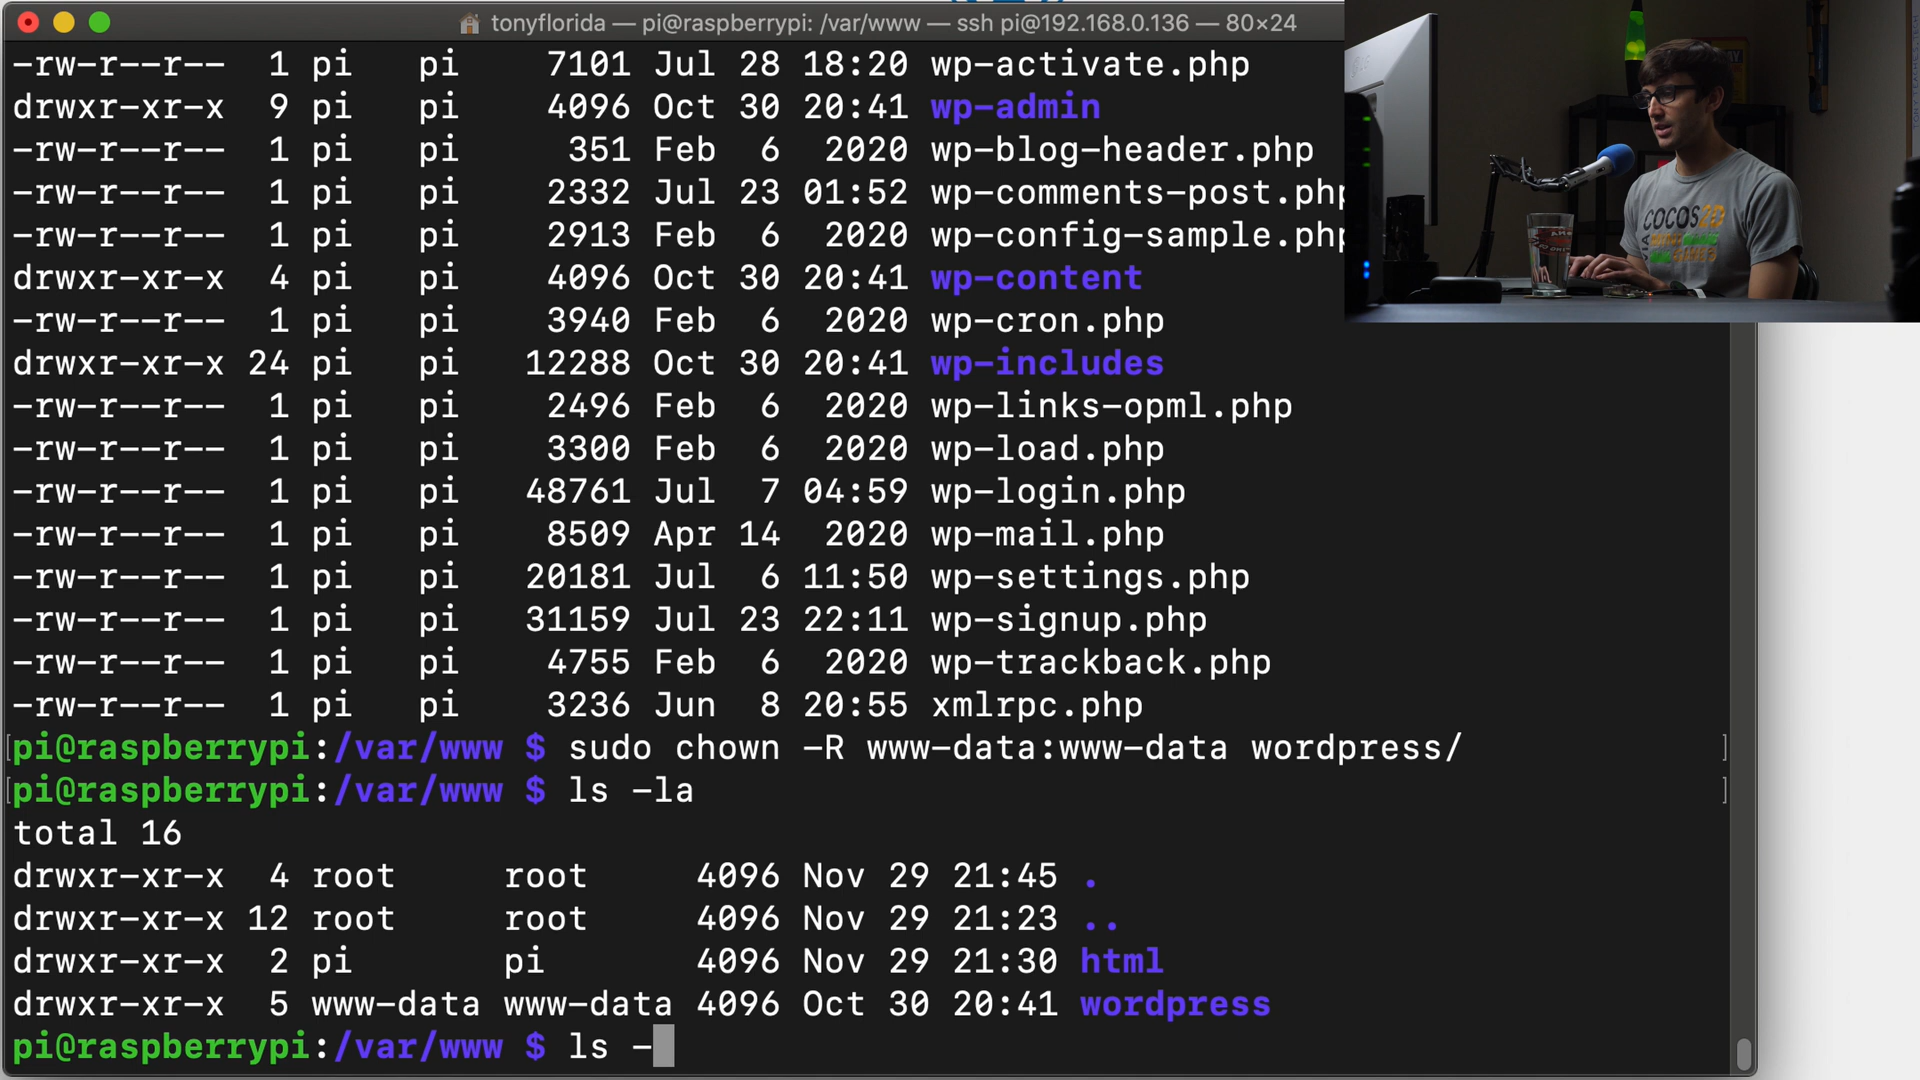 tonyflorida — pi@raspberrypi: /var/www — ssh pi@192.168.0.136 — 80×24
-rw-r--r--  1 pi   pi    7101 Jul 28 18:20 wp-activate.php
drwxr-xr-x  9 pi   pi    4096 Oct 30 20:41 wp-admin
-rw-r--r--  1 pi   pi     351 Feb  6  2020 wp-blog-header.php
-rw-r--r--  1 pi   pi    2332 Jul 23 01:52 wp-comments-post.php
-rw-r--r--  1 pi   pi    2913 Feb  6  2020 wp-config-sample.php
drwxr-xr-x  4 pi   pi    4096 Oct 30 20:41 wp-content
-rw-r--r--  1 pi   pi    3940 Feb  6  2020 wp-cron.php
drwxr-xr-x 24 pi   pi   12288 Oct 30 20:41 wp-includes
-rw-r--r--  1 pi   pi    2496 Feb  6  2020 wp-links-opml.php
-rw-r--r--  1 pi   pi    3300 Feb  6  2020 wp-load.php
-rw-r--r--  1 pi   pi   48761 Jul  7 04:59 wp-login.php
-rw-r--r--  1 pi   pi    8509 Apr 14  2020 wp-mail.php
-rw-r--r--  1 pi   pi   20181 Jul  6 11:50 wp-settings.php
-rw-r--r--  1 pi   pi   31159 Jul 23 22:11 wp-signup.php
-rw-r--r--  1 pi   pi    4755 Feb  6  2020 wp-trackback.php
-rw-r--r--  1 pi   pi    3236 Jun  8 20:55 xmlrpc.php
[pi@raspberrypi:/var/www $ sudo chown -R www-data:www-data wordpress/ ]
[pi@raspberrypi:/var/www $ ls -la ]
total 16
drwxr-xr-x  4 root     root     4096 Nov 29 21:45 .
drwxr-xr-x 12 root     root     4096 Nov 29 21:23 ..
drwxr-xr-x  2 pi       pi       4096 Nov 29 21:30 html
drwxr-xr-x  5 www-data www-data 4096 Oct 30 20:41 wordpress
pi@raspberrypi:/var/www $ ls -
COCOS2D